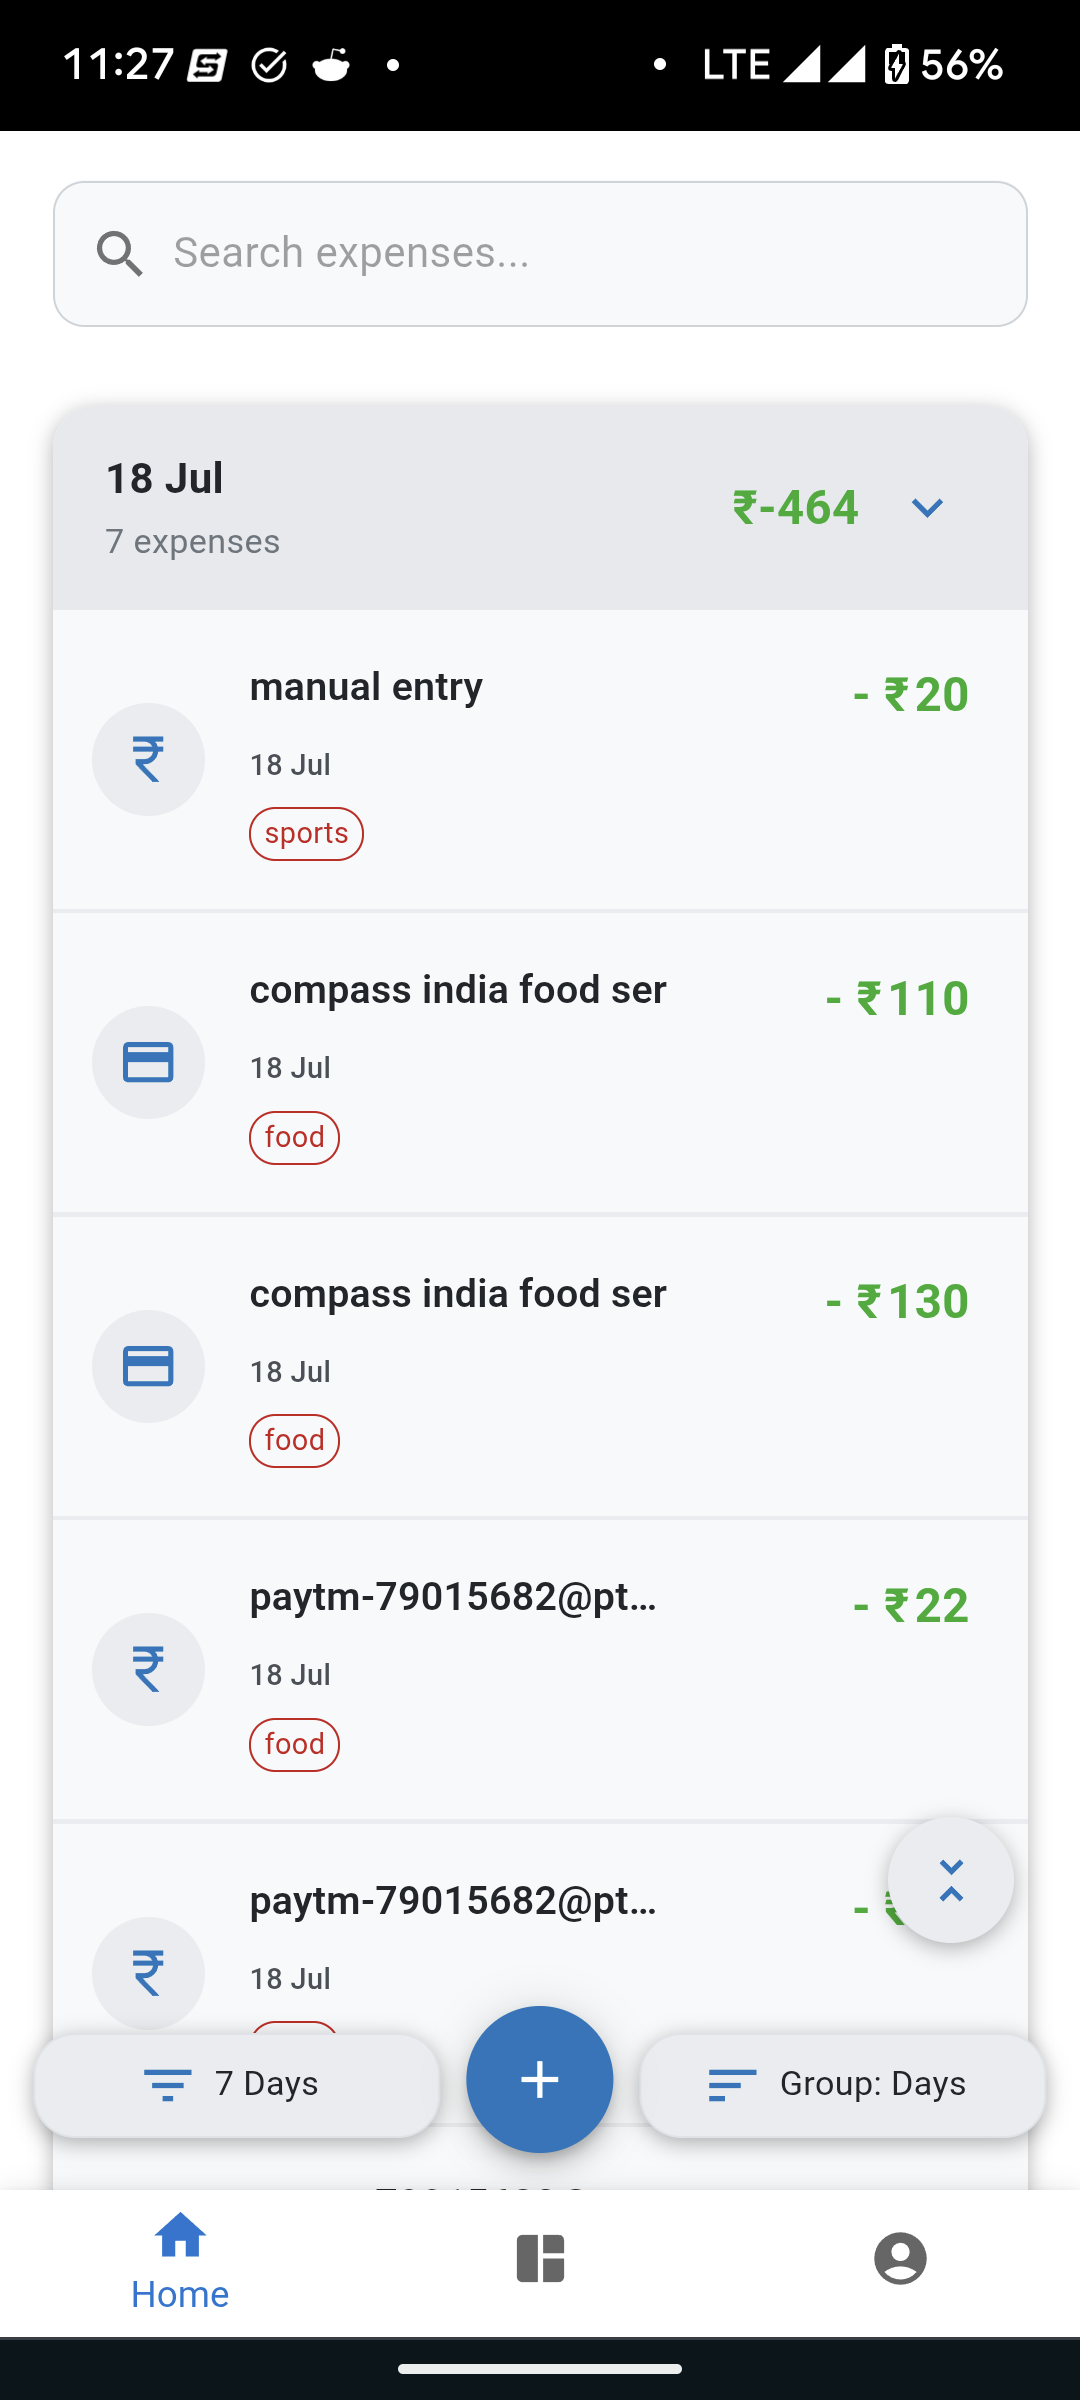 11:27
LTE 56%
Search expenses...
18 Jul
₹-464
7 expenses
manual entry
- ₹20
18 Jul
sports
compass india food ser
- ₹110
18 Jul
food
compass india food ser
- ₹130
18 Jul
food
paytm-79015682@pt...
- ₹22
18 Jul
food
paytm-79015682@pt...
- ₹
18 Jul
7 Days
+
Group: Days
Home